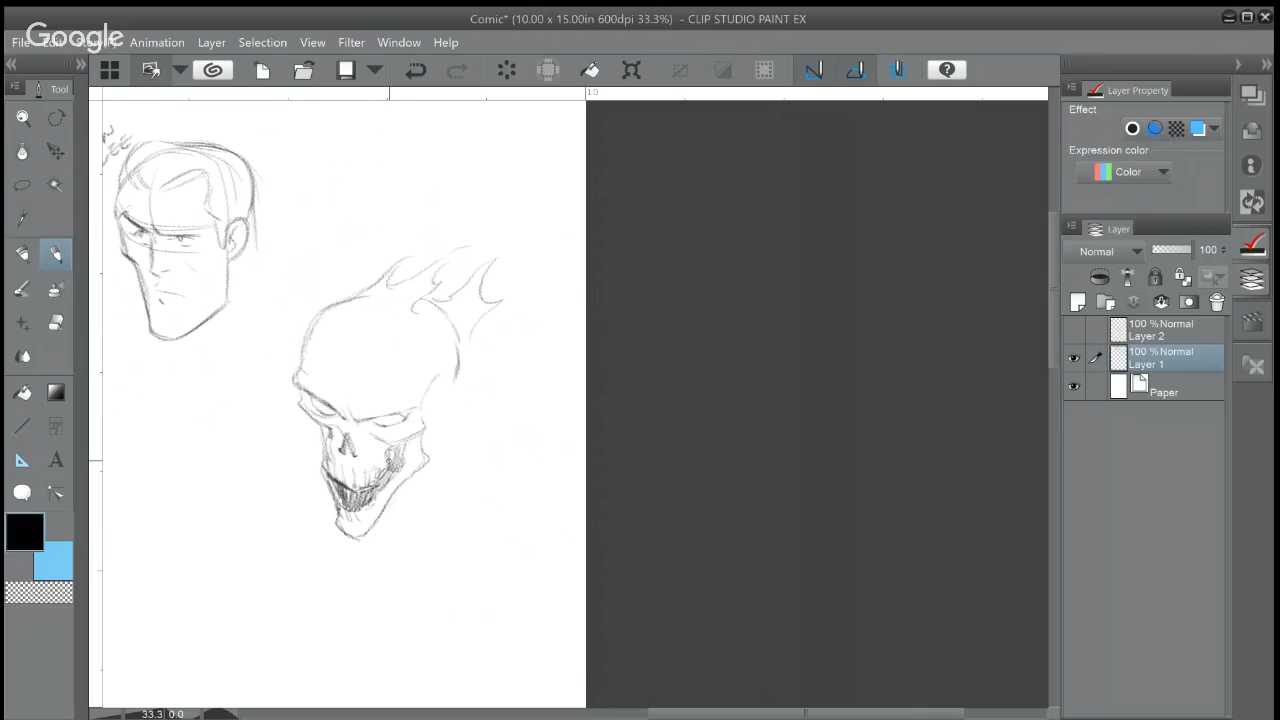 Comic* (10.00 x 15.00in 600dpi 33.3%) - CLIP STUDIO PAINT EX
Google
File Edit Animation Layer Selection View Filter Window Help
Tool
10
Layer Property
Effect
Expression color
Color
Layer
Normal 100
100 %Normal
Layer 2
100 %Normal
Layer 1
Paper
33.3 0.0